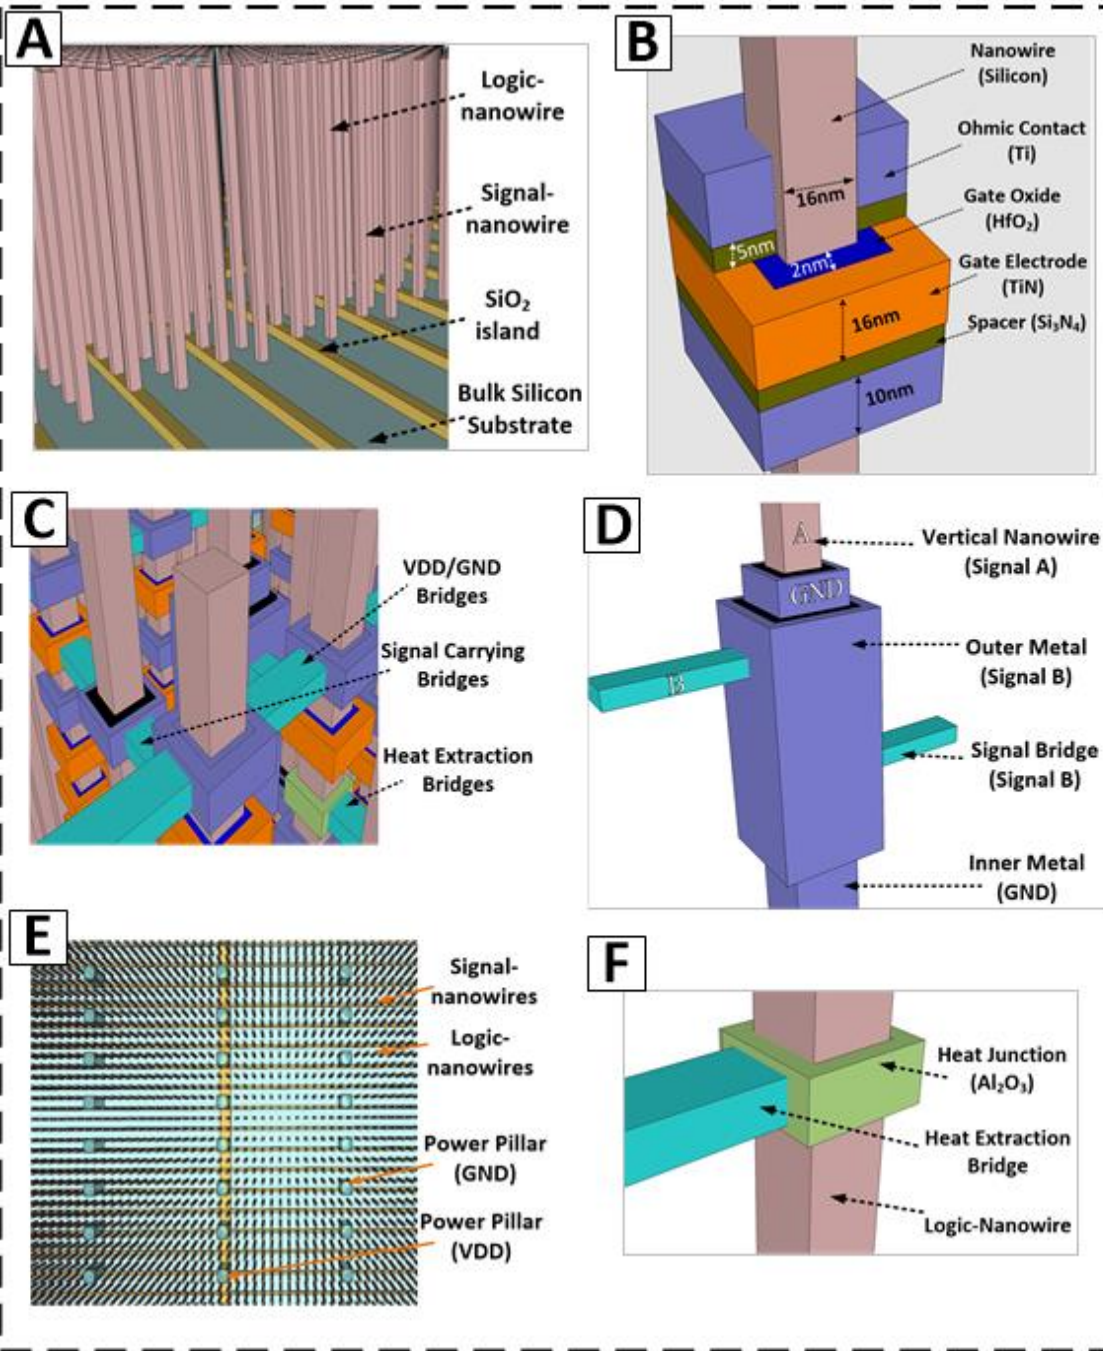 A
Logic-
nanowire
Signal-
nanowire
SiO₂
island
Bulk Silicon
Substrate
B
Nanowire
(Silicon)
Ohmic Contact
(Ti)
Gate Oxide
(HfO₂)
Gate Electrode
(TiN)
Spacer (Si₃N₄)
16nm
5nm
2nm
16nm
10nm
C
VDD/GND
Bridges
Signal Carrying
Bridges
Heat Extraction
Bridges
D
A
GND
B
Vertical Nanowire
(Signal A)
Outer Metal
(Signal B)
Signal Bridge
(Signal B)
Inner Metal
(GND)
E
Signal-
nanowires
Logic-
nanowires
Power Pillar
(GND)
Power Pillar
(VDD)
F
Heat Junction
(Al₂O₃)
Heat Extraction
Bridge
Logic-Nanowire